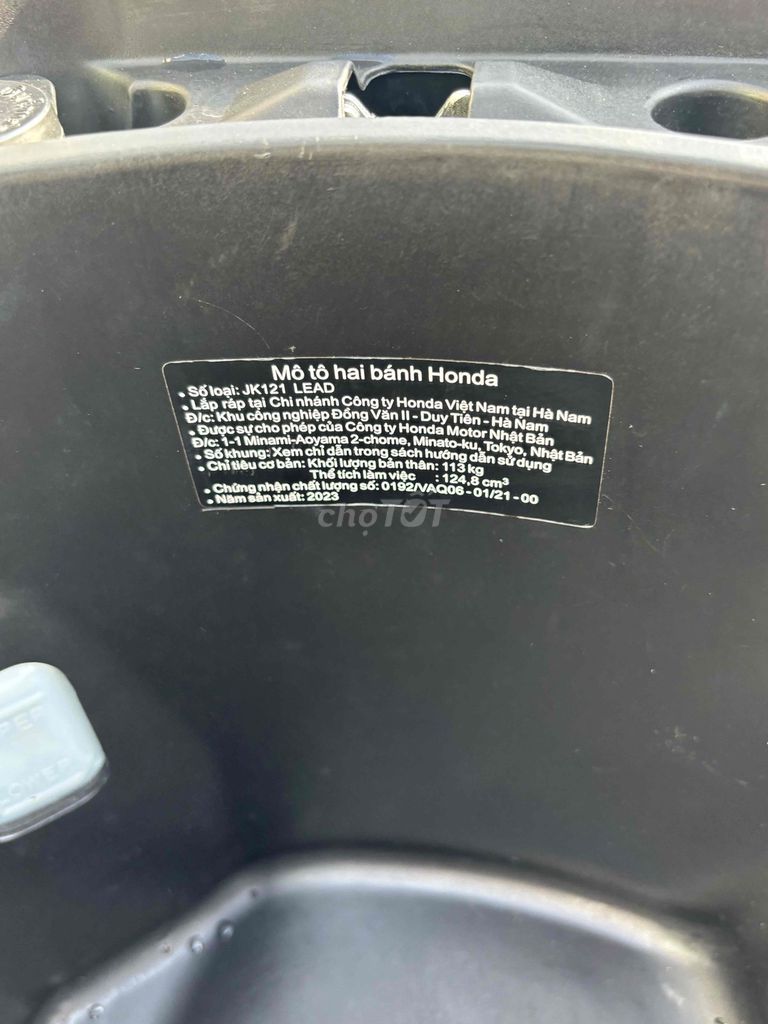 Mô tô hai bánh Honda
• Số loại: JK121 LEAD
• Lắp ráp tại Chi nhánh Công ty Honda Việt Nam tại Hà Nam
Đ/c: Khu công nghiệp Đồng Văn II - Duy Tiên - Hà Nam
• Được sự cho phép của Công ty Honda Motor Nhật Bản
Đ/c: 1-1 Minami-Aoyama 2-chome, Minato-ku, Tokyo, Nhật Bản
• Số khung: Xem chỉ dẫn trong sách hướng dẫn sử dụng
• Chỉ tiêu cơ bản: Khối lượng bản thân: 113 kg
Thể tích làm việc : 124,8 cm³
• Chứng nhận chất lượng số: 0192/VAQ06 - 01/21 - 00
• Năm sản xuất: 2023
chợTỐT
LOWER